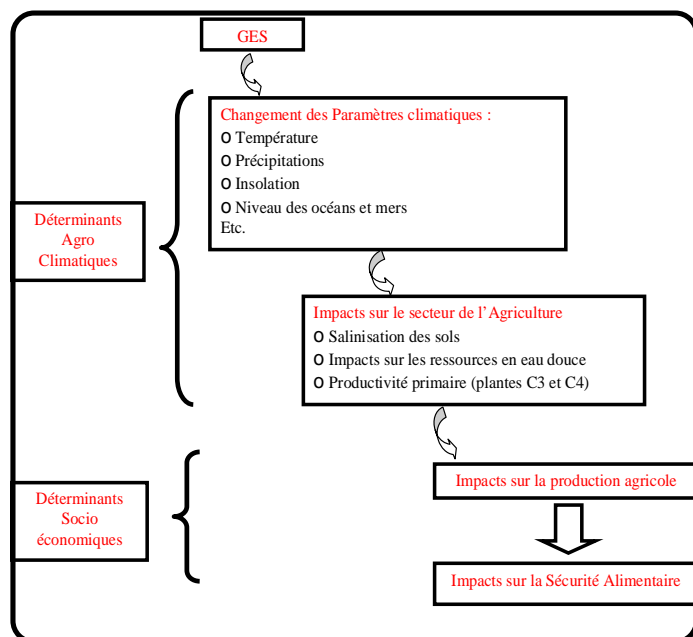 GES
Changement des Paramètres climatiques :
o Température
o Précipitations
o Insolation
o Niveau des océans et mers
Etc.
Déterminants
Agro
Climatiques
Impacts sur le secteur de l'Agriculture
o Salinisation des sols
o Impacts sur les ressources en eau douce
o Productivité primaire (plantes C3 et C4)
Déterminants
Socio
économiques
Impacts sur la production agricole
Impacts sur la Sécurité Alimentaire